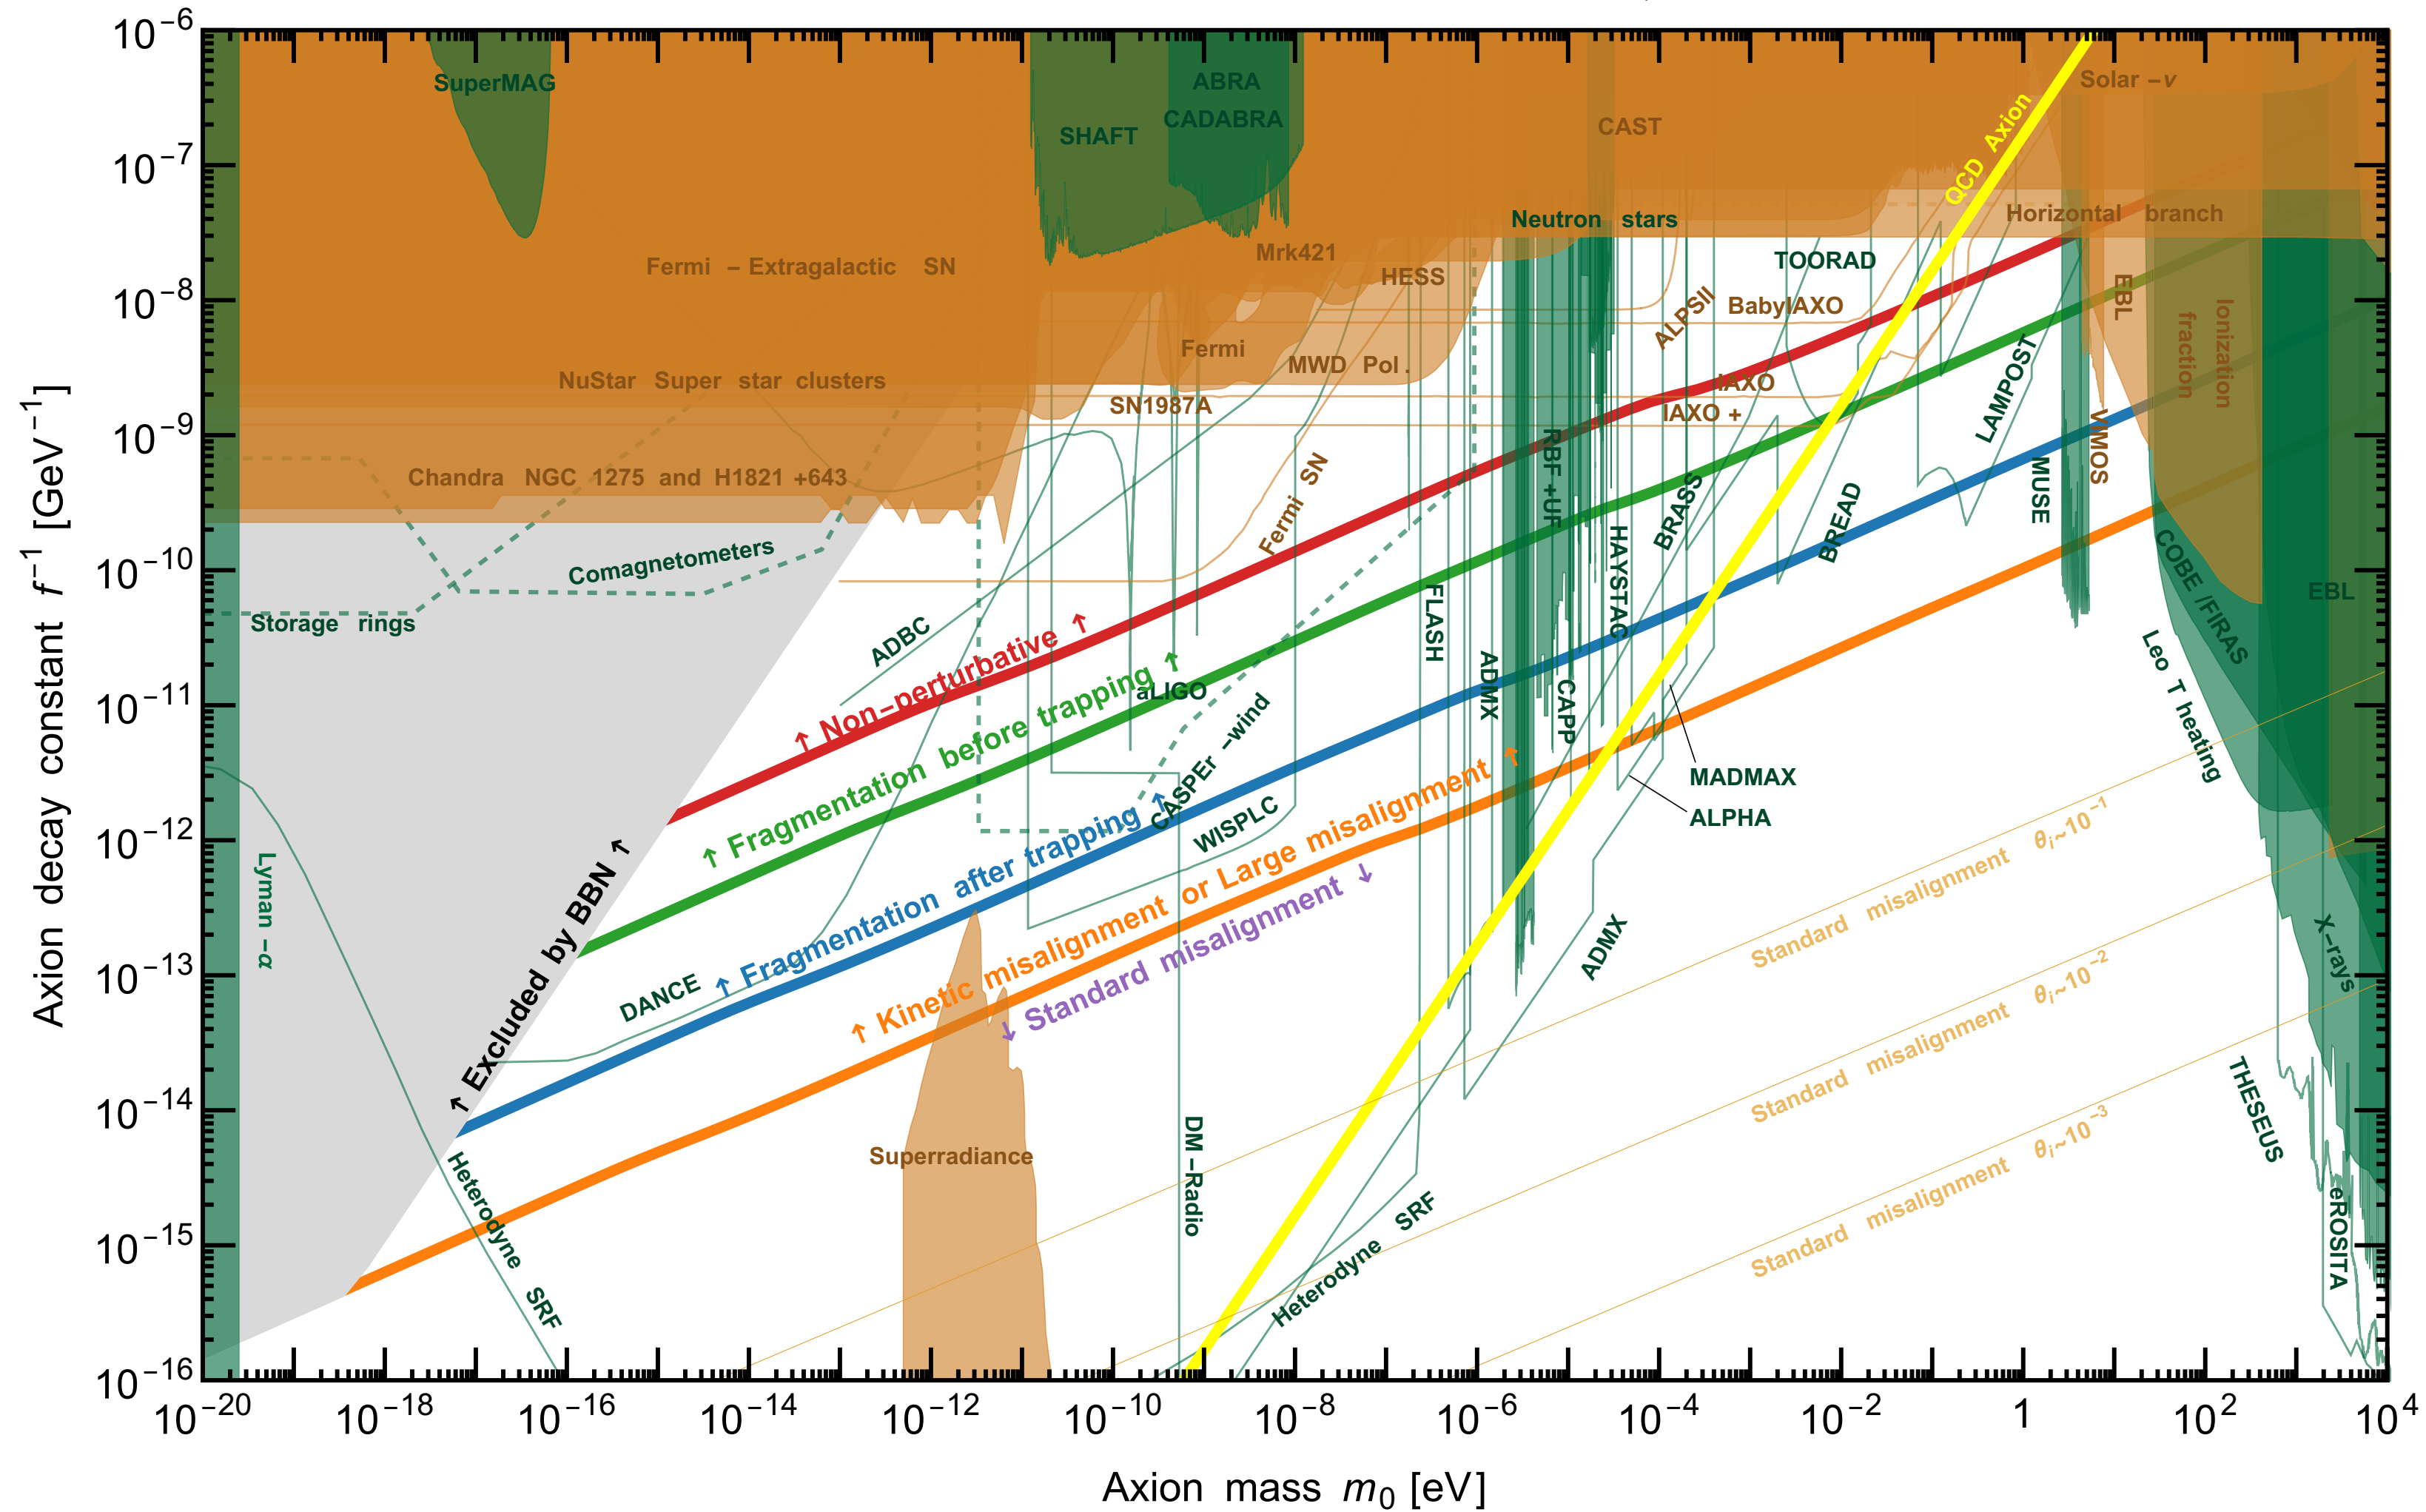 10⁻⁶
10⁻⁷
10⁻⁸
10⁻⁹
10⁻¹⁰
10⁻¹¹
10⁻¹²
10⁻¹³
10⁻¹⁴
10⁻¹⁵
10⁻¹⁶
Axion decay constant f⁻¹ [GeV⁻¹]
SuperMAG
ABRA
CADABRA
SHAFT
CAST
Solar –ν
QCD Axion
Neutron stars
Horizontal branch
Fermi – Extragalactic SN
Mrk421
HESS
TOORAD
ALPSII
BabyIAXO
EBL
Ionization
fraction
Fermi
MWD Pol.
NuStar Super star clusters
SN1987A
IAXO
IAXO +
LAMPOST
VMOS
MUSE
Chandra NGC 1275 and H1821 +643
Fermi SN
RBF +UF
BRASS
BREAD
HAYSTAC
COBE /FIRAS
EBL
Comagnetometers
Storage rings
ADBC
FLASH
ADMX
CAPP
Leo T heating
↑ Non–perturbative ↑
aLIGO
CASPEr –wind
WISPLC
MADMAX
ALPHA
↑ Fragmentation before trapping ↑
↑ Fragmentation after trapping ↑
↑ Kinetic misalignment or Large misalignment ↑
↓ Standard misalignment ↓
↑ Excluded by BBN ↑
Lyman –α
DANCE
ADMX
Standard misalignment θᵢ~10⁻¹
Standard misalignment θᵢ~10⁻²
Standard misalignment θᵢ~10⁻³
X–rays
THESEUS
eROSITA
Superradiance
DM –Radio
Heterodyne SRF
Heterodyne SRF
10⁻²⁰ 10⁻¹⁸ 10⁻¹⁶ 10⁻¹⁴ 10⁻¹² 10⁻¹⁰ 10⁻⁸ 10⁻⁶ 10⁻⁴ 10⁻² 1 10² 10⁴
Axion mass m₀ [eV]